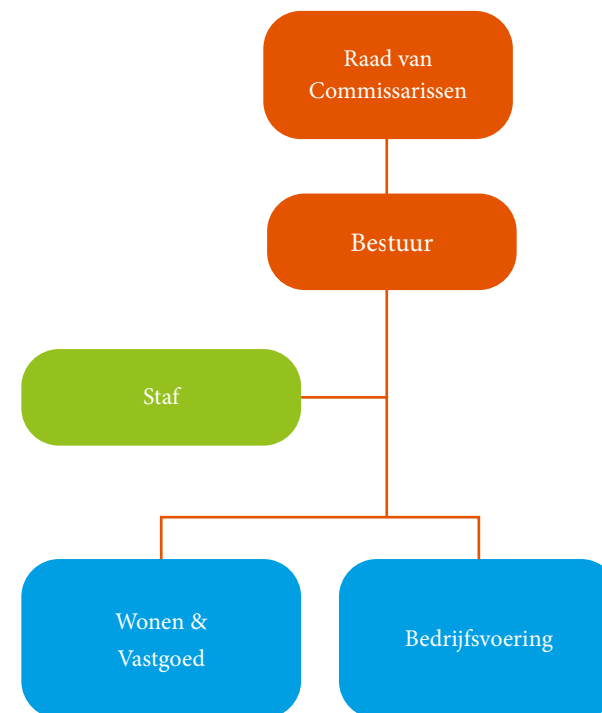 Raad van
Commissarissen
Bestuur
Staf
Wonen &
Vastgoed
Bedrijfsvoering